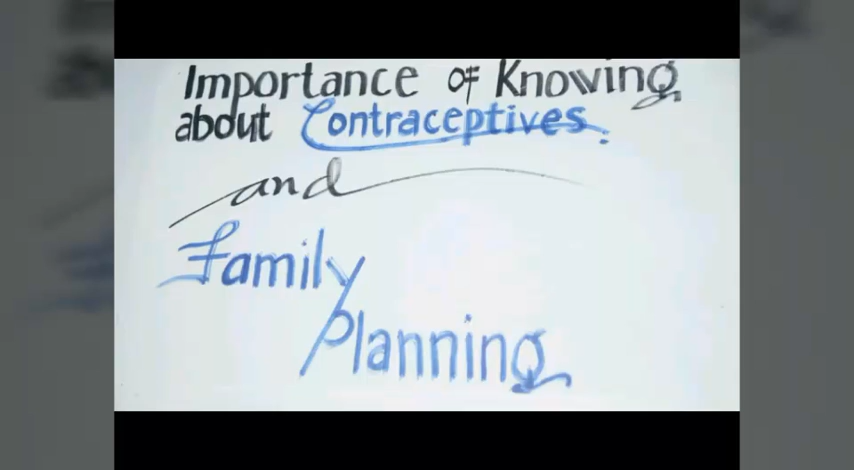 Importance of Knowing
about Contraceptives.
and
Family
Planning